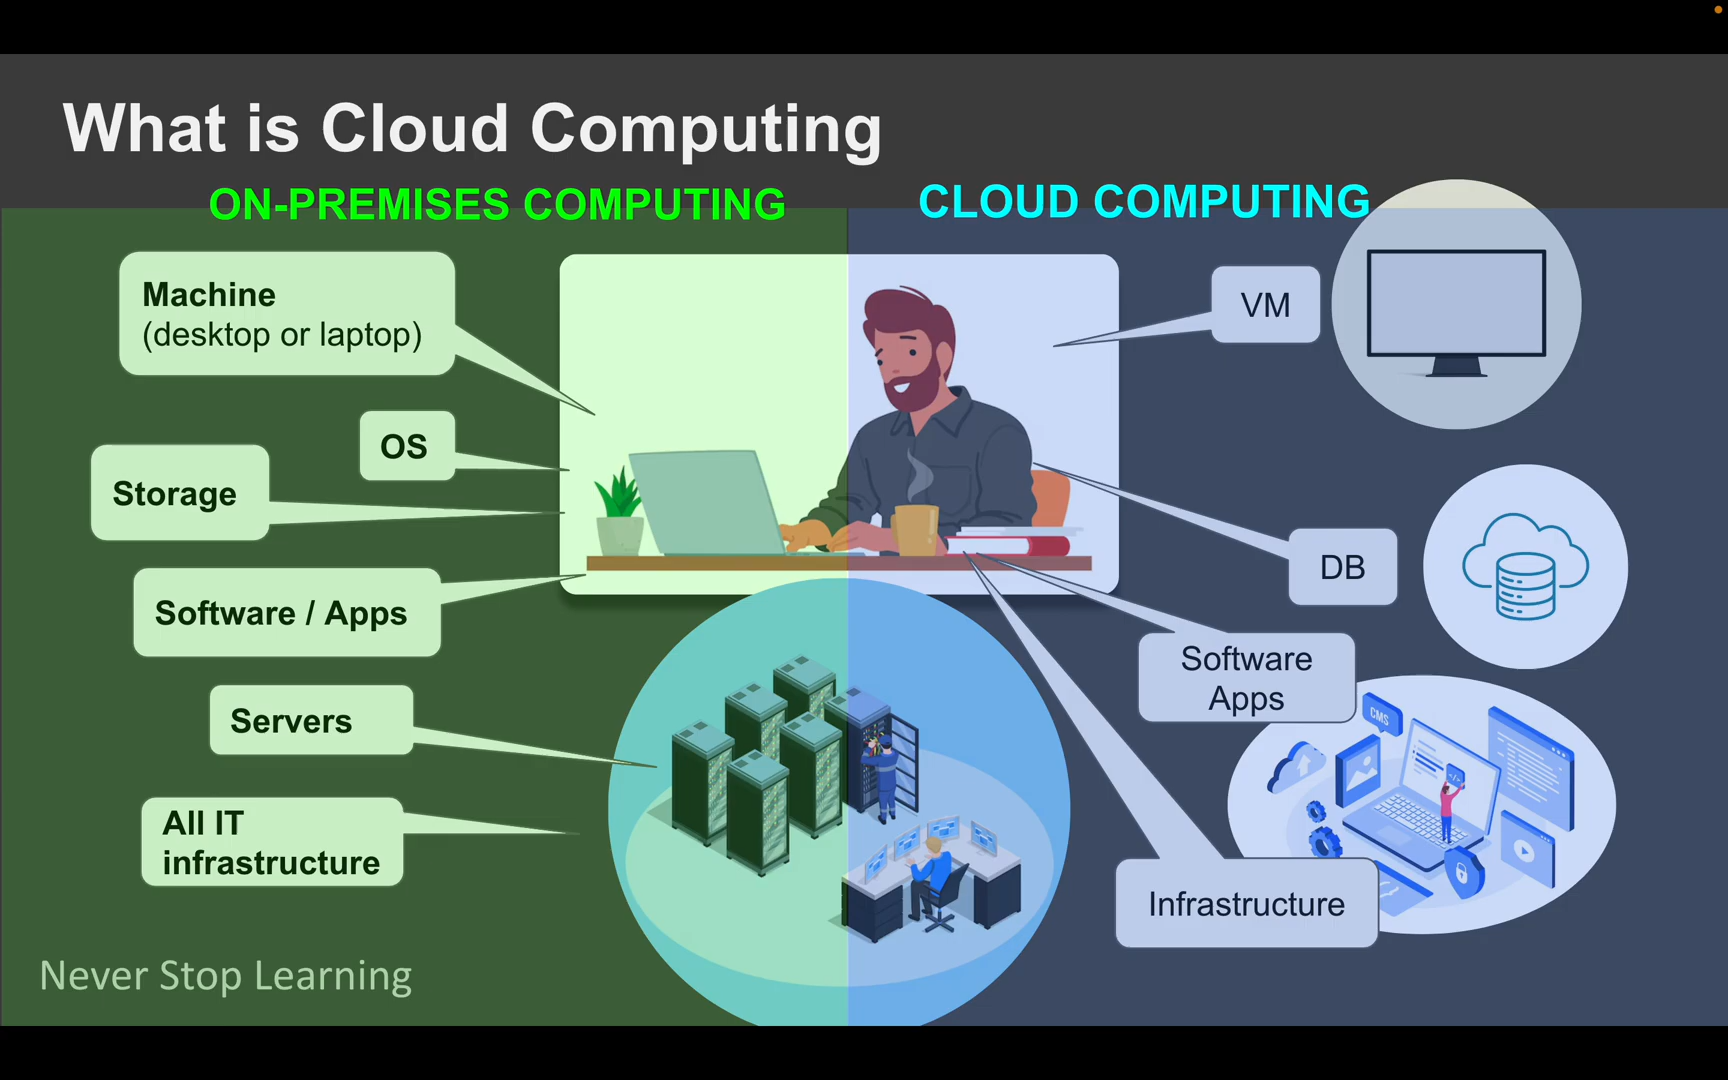 What is Cloud Computing
ON-PREMISES COMPUTING
CLOUD COMPUTING
Machine
(desktop or laptop)
OS
Storage
Software / Apps
Servers
All IT
infrastructure
VM
DB
Software
Apps
CMS
</>
Infrastructure
Never Stop Learning